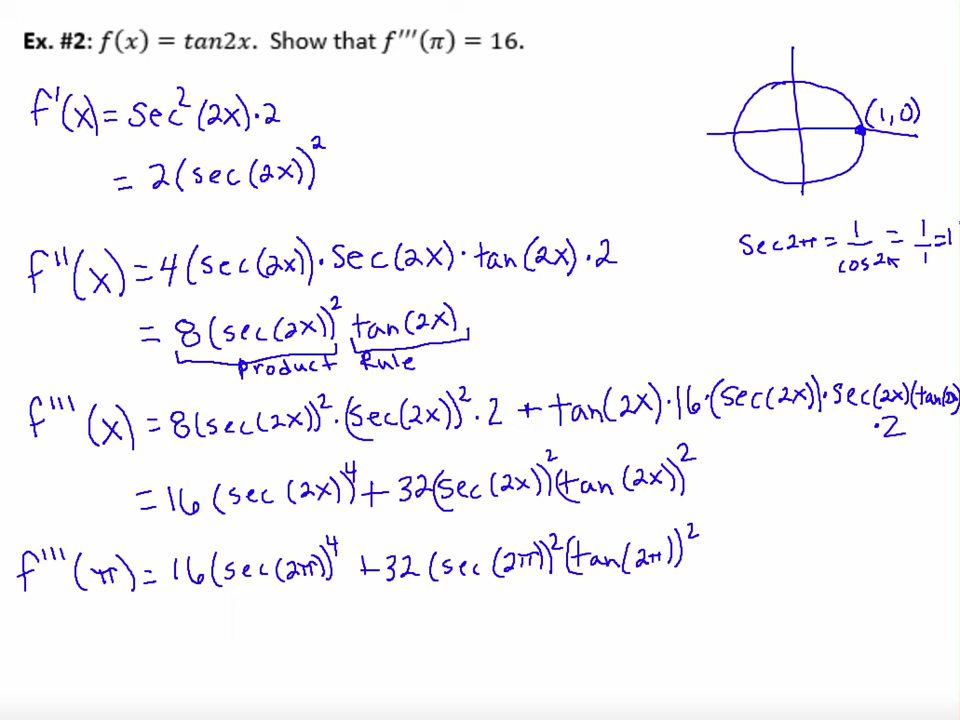 Ex. #2: f(x) = tan2x. Show that f'''(π) = 16.
f'(x) = sec²(2x)·2
= 2(sec(2x))²
(1,0)
sec2π = 1/cos2π = 1/1 = 1
f''(x) = 4(sec(2x))·sec(2x)·tan(2x)·2
= 8(sec(2x))² tan(2x)
Product Rule
f'''(x) = 8(sec(2x))²·(sec(2x))²·2 + tan(2x)·16·(sec(2x))·sec(2x)(tan(2x)
·2
= 16(sec(2x))⁴ + 32(sec(2x))²(tan(2x))²
f'''(π) = 16(sec(2π))⁴ + 32(sec(2π))²(tan(2π))²